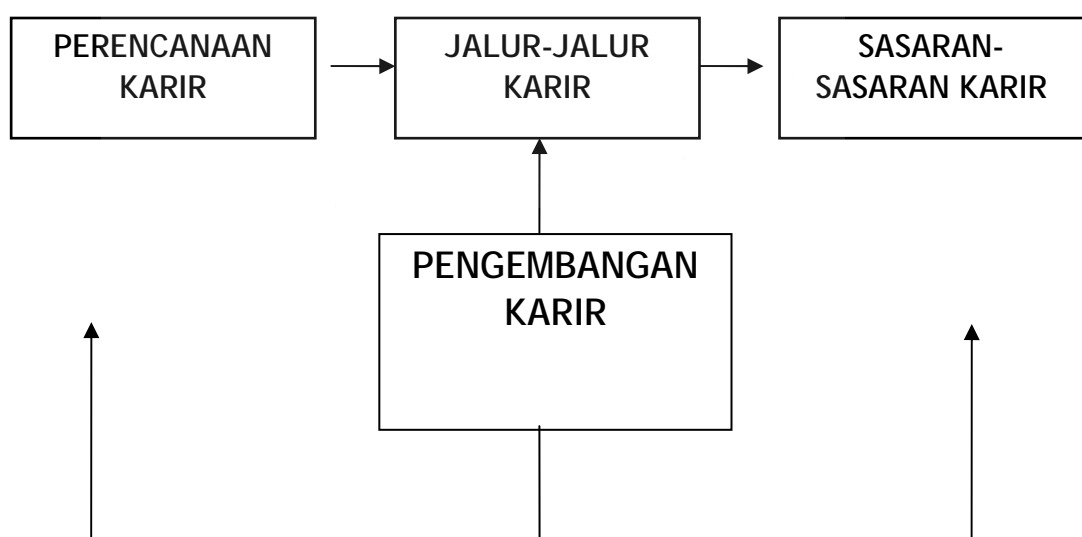 PERENCANAAN
KARIR
JALUR-JALUR
KARIR
SASARAN-
SASARAN KARIR
PENGEMBANGAN
KARIR